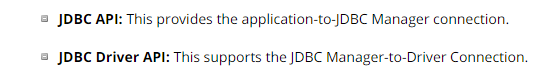 JDBC API: This provides the application-to-JDBC Manager connection.
JDBC Driver API: This supports the JDBC Manager-to-Driver Connection.